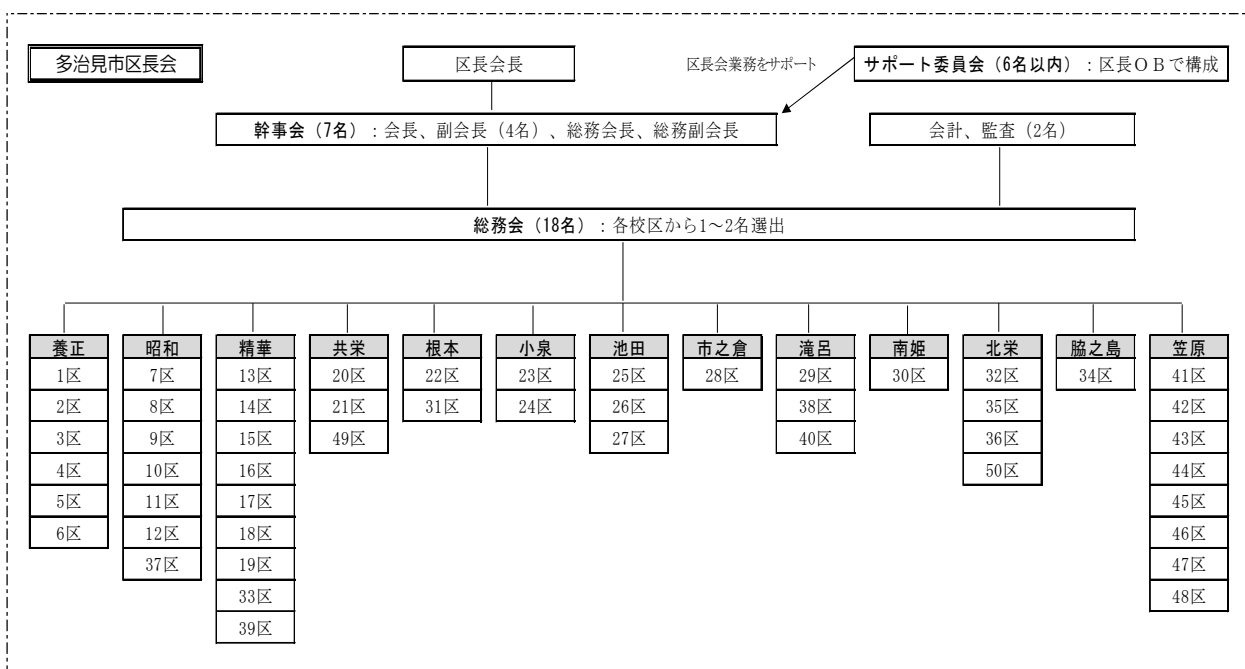 多治見市区長会
区長会長
区長会業務をサポート
サポート委員会（6名以内）：区長ＯＢで構成
幹事会（7名）：会長、副会長（4名）、総務会長、総務副会長
会計、監査（2名）
総務会（18名）：各校区から1～2名選出
養正
1区
2区
3区
4区
5区
6区
昭和
7区
8区
9区
10区
11区
12区
37区
精華
13区
14区
15区
16区
17区
18区
19区
33区
39区
共栄
20区
21区
49区
根本
22区
31区
小泉
23区
24区
池田
25区
26区
27区
市之倉
28区
滝呂
29区
38区
40区
南姫
30区
北栄
32区
35区
36区
50区
脇之島
34区
笠原
41区
42区
43区
44区
45区
46区
47区
48区